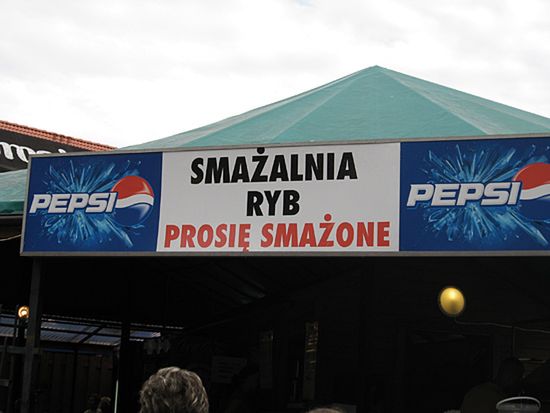 PEPSI
SMAŻALNIA
RYB
PROSIĘ SMAŻONE
PEPSI